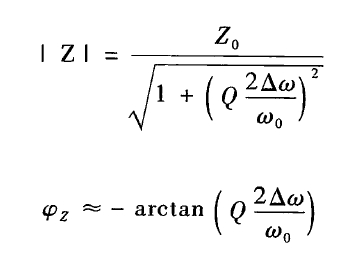 | Z | = Z₀ / √(1 + (Q 2Δω/ω₀)²)
φ_Z ≈ − arctan (Q 2Δω/ω₀)